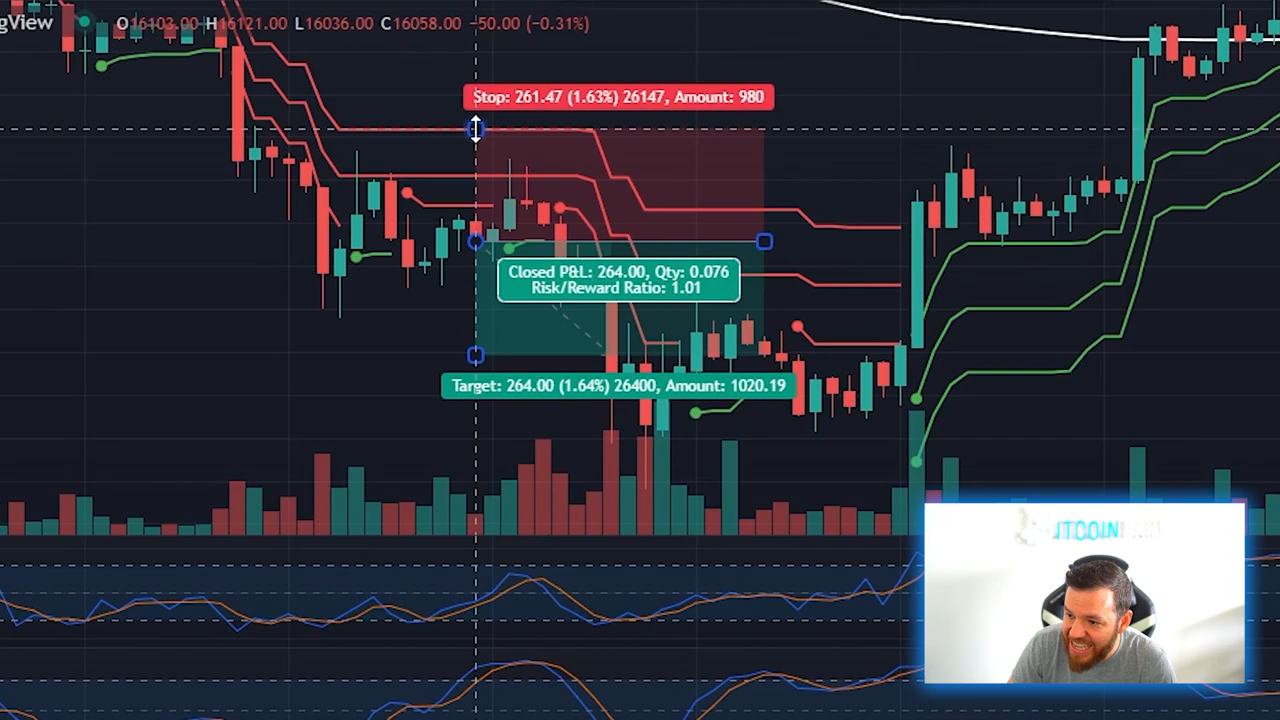 gView O16103.00 H16121.00 L16036.00 C16058.00 −50.00 (−0.31%)
Stop: 261.47 (1.63%) 26147, Amount: 980
Closed P&L: 264.00, Qty: 0.076
Risk/Reward Ratio: 1.01
Target: 264.00 (1.64%) 26400, Amount: 1020.19
ITCOIN